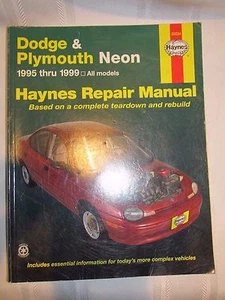 Dodge &
Plymouth Neon
1995 thru 1999 □ All models
Haynes
Haynes Repair Manual
Based on a complete teardown and rebuild
Includes essential information for today's more complex vehicles